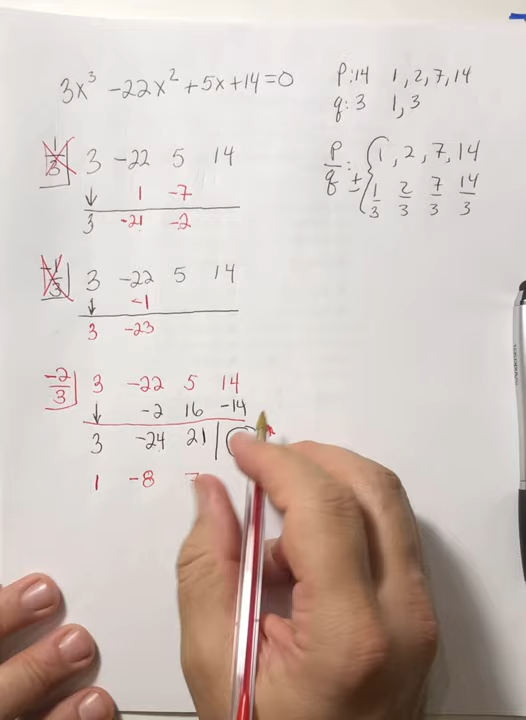 3x³ -22x² +5x+14=0
P:14 1, 2, 7, 14
q: 3 1, 3
P/q : ± { 1, 2, 7, 14
1/3 2/3 7/3 14/3
1/3 3 -22 5 14
1 -7
3 -21 -2
-1/3 3 -22 5 14
-1
3 -23
-2/3 3 -22 5 14
-2 16 -14
3 -24 21
1 -8